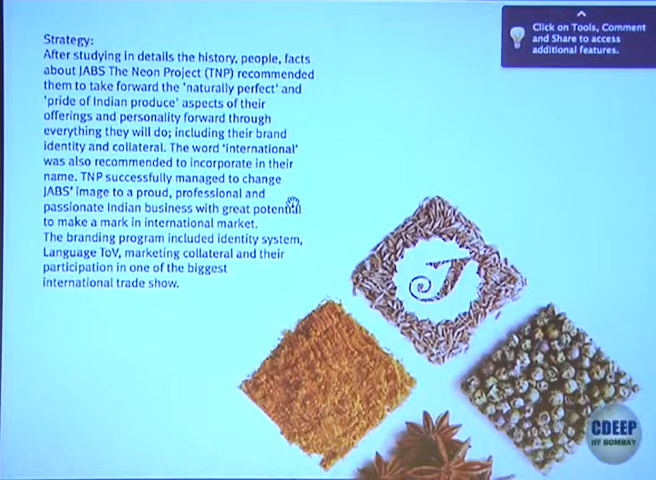 Strategy:
After studying in details the history, people, facts
about JABS The Neon Project (TNP) recommended
them to take forward the 'naturally perfect' and
'pride of Indian produce' aspects of their
offerings and personality forward through
everything they will do; including their brand
identity and collateral. The word 'international'
was also recommended to incorporate in their
name. TNP successfully managed to change
JABS' image to a proud, professional and
passionate Indian business with great potential
to make a mark in international market.
The branding program included identity system,
Language ToV, marketing collateral and their
participation in one of the biggest
international trade show.
Click on Tools, Comment
and Share to access
additional features.
J
CDEEP
IIT BOMBAY